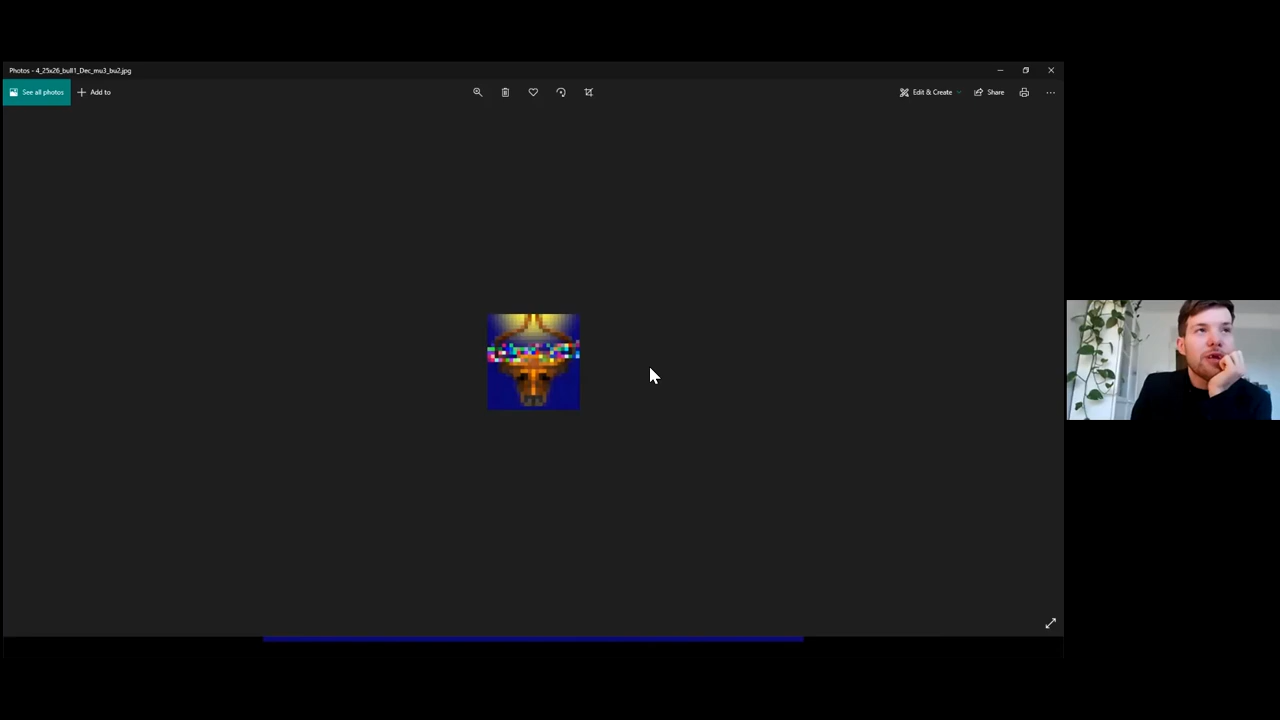 Photos - 4_25x26_bull1_Dec_mu3_bu2.jpg
See all photos
Add to
Edit & Create
Share